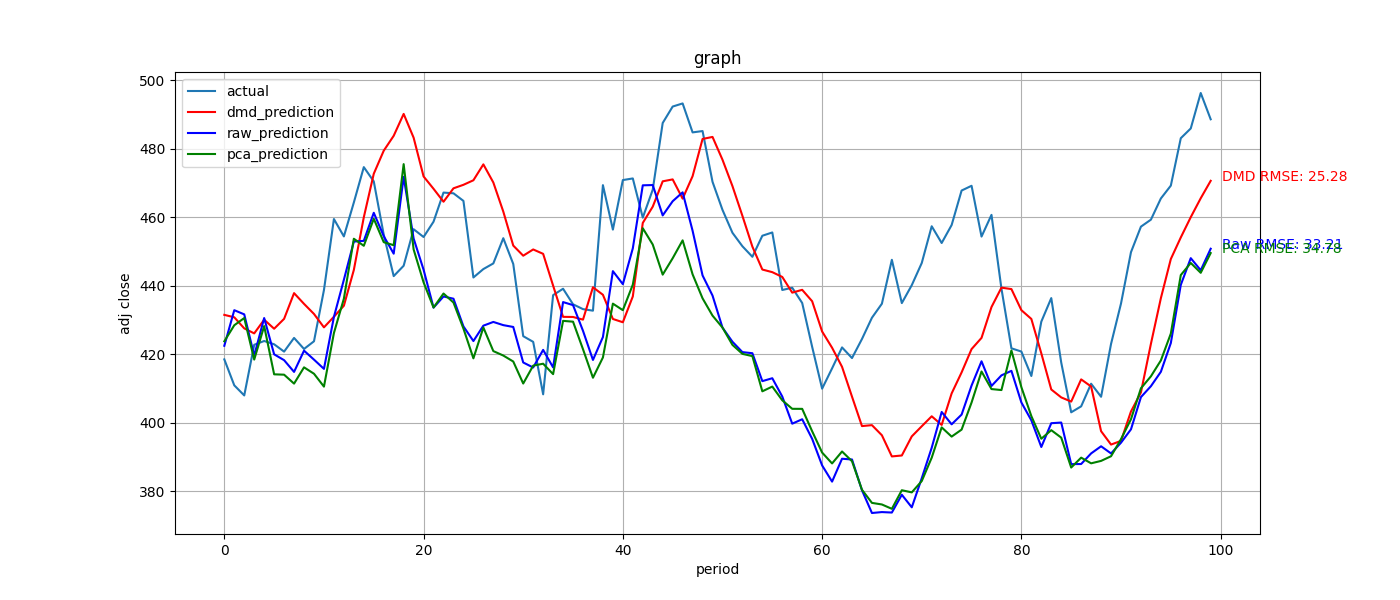 graph
500
480
460
440
420
400
380
adj close
actual
dmd_prediction
raw_prediction
pca_prediction
DMD RMSE: 25.28
Raw RMSE: 33.21
PCA RMSE: 34.78
0 20 40 60 80 100
period